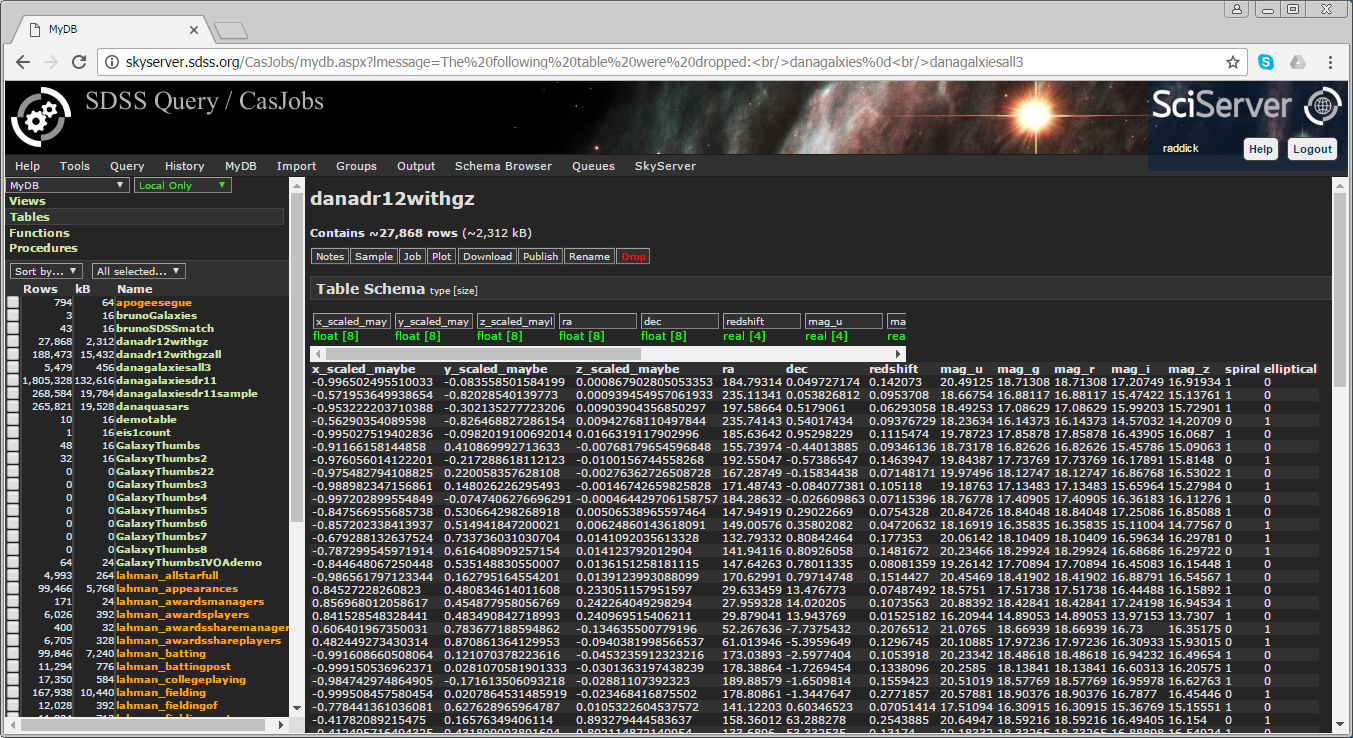 MyDB
skyserver.sdss.org/CasJobs/mydb.aspx?lmessage=The%20following%20table%20were%20dropped:<br/>danagalxies%0d<br/>danagalxiesall3
SDSS Query / CasJobs
SciServer
raddick Help Logout
Help Tools Query History MyDB Import Groups Output Schema Browser Queues SkyServer
MyDB Local Only
Views
Tables
Functions
Procedures
Sort by... All selected...
Rows kB Name
794 64 apogeesegue
3 16 brunoGalaxies
43 16 brunoSDSSmatch
27,868 2,312 danadr12withgz
188,473 15,432 danadr12withgzall
5,479 456 danagalaxiesall3
1,805,328 132,616 danagalaxiesdr11
268,584 19,784 danagalaxiesdr11sample
265,821 19,528 danaquasars
10 16 demotable
1 16 eis1count
48 16 GalaxyThumbs
32 16 GalaxyThumbs2
0 0 GalaxyThumbs22
0 0 GalaxyThumbs3
0 0 GalaxyThumbs4
0 0 GalaxyThumbs5
0 0 GalaxyThumbs6
0 0 GalaxyThumbs7
0 0 GalaxyThumbs8
60 24 GalaxyThumbsIVOAdemo
4,993 264 lahman_allstarfull
99,466 5,768 lahman_appearances
171 24 lahman_awardsmanagers
6,026 392 lahman_awardsplayers
400 32 lahman_awardssharemanager
6,705 328 lahman_awardsshareplayers
99,846 7,240 lahman_batting
11,294 776 lahman_battingpost
17,350 584 lahman_collegeplaying
167,938 10,440 lahman_fielding
12,028 392 lahman_fieldingof
danadr12withgz
Contains ~27,868 rows (~2,312 kB)
Notes Sample Job Plot Download Publish Rename Drop
Table Schema type [size]
x_scaled_may y_scaled_may z_scaled_mayl ra dec redshift mag_u ma
float [8] float [8] float [8] float [8] float [8] real [4] real [4] rea
x_scaled_maybe y_scaled_maybe z_scaled_maybe ra dec redshift mag_u mag_g mag_r mag_i mag_z spiral elliptical
-0.996502495510033 -0.083558501584199 0.000867902805053353 184.79314 0.049727174 0.142073 20.49125 18.71308 18.71308 17.20749 16.91934 1 0
-0.571953649938654 -0.82028540139773 0.000939454957061933 235.11341 0.053826812 0.0953708 18.66754 16.88117 16.88117 15.47422 15.13761 1 0
-0.953222203710388 -0.302135277723206 0.00903904356850297 197.58664 0.5179061 0.06293058 18.49253 17.08629 17.08629 15.99203 15.72901 1 0
-0.56290354089598 -0.826468827286154 0.00942768110497844 235.74143 0.54017434 0.09376729 18.23634 16.14373 16.14373 14.57032 14.20709 0 1
-0.995027519402836 -0.0982019100692014 0.0166319117902996 185.63642 0.95298229 0.1115474 19.78723 17.85878 17.85878 16.43905 16.0687 1 0
-0.91166158144858 0.410869992713633 -0.00768179654596848 155.73974 -0.44013885 0.09346136 18.73178 16.82626 16.82626 15.45786 15.09063 1 0
-0.976056014122201 -0.217288618112123 -0.0100156744558268 192.55047 -0.57386547 0.1463947 19.84387 17.73769 17.73769 16.17891 15.8148 0 1
-0.975482794108825 0.220058357628108 -0.00276362726508728 167.28749 -0.15834438 0.07148171 19.97496 18.12747 18.12747 16.86768 16.53022 1 0
-0.988982347156861 0.148026226295493 -0.00146742659825828 171.48743 -0.084077381 0.105118 19.18763 17.13483 17.13483 15.65964 15.27984 0 1
-0.997202899554849 -0.0747406276696291 -0.000464429706158757 184.28632 -0.026609863 0.07115396 18.76778 17.40905 17.40905 16.36183 16.11276 1 0
-0.847566955685738 0.530664298268918 0.00506538965597464 147.94919 0.29022669 0.0754328 20.84726 18.84048 18.84048 17.25086 16.85088 1 0
-0.857202338413937 0.514941847200021 0.00624860143618091 149.00576 0.35802082 0.04720632 18.16919 16.35835 16.35835 15.11004 14.77567 0 1
-0.679288132637524 0.733736031030704 0.0141092035613328 132.79332 0.80842464 0.177353 20.06142 18.10409 18.10409 16.59634 16.29781 0 1
-0.787299545971914 0.616408909257154 0.014123792012904 141.94116 0.80926058 0.1481672 20.23466 18.29924 18.29924 16.68686 16.29722 0 1
-0.844648067250448 0.535148830550007 0.0136151258181115 147.64263 0.78011335 0.08081359 19.26142 17.70894 17.70894 16.45083 16.15448 1 0
-0.986561797123344 0.162795164554201 0.0139123993088099 170.62991 0.79714748 0.1514427 20.45469 18.41902 18.41902 16.88791 16.54567 1 0
0.84527228260823 0.480834614011608 0.233051157951597 29.633459 13.476773 0.07487492 18.5751 17.51738 17.51738 16.44488 16.15892 1 0
0.856968012058617 0.454877958056769 0.242264049298294 27.959328 14.020205 0.1073563 20.88392 18.42841 18.42841 17.24198 16.94534 1 0
0.841528548328441 0.483490842718993 0.240969515406211 29.879041 13.943769 0.01525182 16.20944 14.89053 14.89053 13.97153 13.7307 1 0
0.606401967350031 0.783677188594862 -0.134635500779196 52.267636 -7.7375432 0.2076512 21.0765 18.66939 18.66939 16.73 16.35175 0 1
0.482449277430314 0.870861364129953 -0.0940381998566537 61.013946 -5.3959649 0.1296745 20.10885 17.97236 17.97236 16.30933 15.93015 0 1
-0.991608660508064 0.121070378223616 -0.0453235912323216 173.03893 -2.5977404 0.1053918 20.23342 18.48618 18.48618 16.94232 16.49654 0 1
-0.999150536962371 0.0281070581901333 -0.0301363197438239 178.38864 -1.7269454 0.1338096 20.2585 18.13841 18.13841 16.60313 16.20575 1 0
-0.984742974864905 -0.171613506093218 -0.02881107392323 189.88557 -1.6509814 0.1559423 20.51019 18.57769 18.57769 16.95978 16.62763 1 0
-0.999508457580454 0.0207864531485919 -0.023468416875502 178.80861 -1.3447647 0.2771857 20.57881 18.90376 18.90376 16.7877 16.45446 0 1
-0.778441361036081 0.627628965964787 0.0105322604537572 141.12203 0.60346523 0.07051414 17.51094 16.30915 16.30915 15.36769 15.15551 1 0
-0.41782089215475 0.16576349406114 0.893279444583637 158.36012 63.288278 0.2543885 20.64947 18.59216 18.59216 16.49405 16.154 0 1